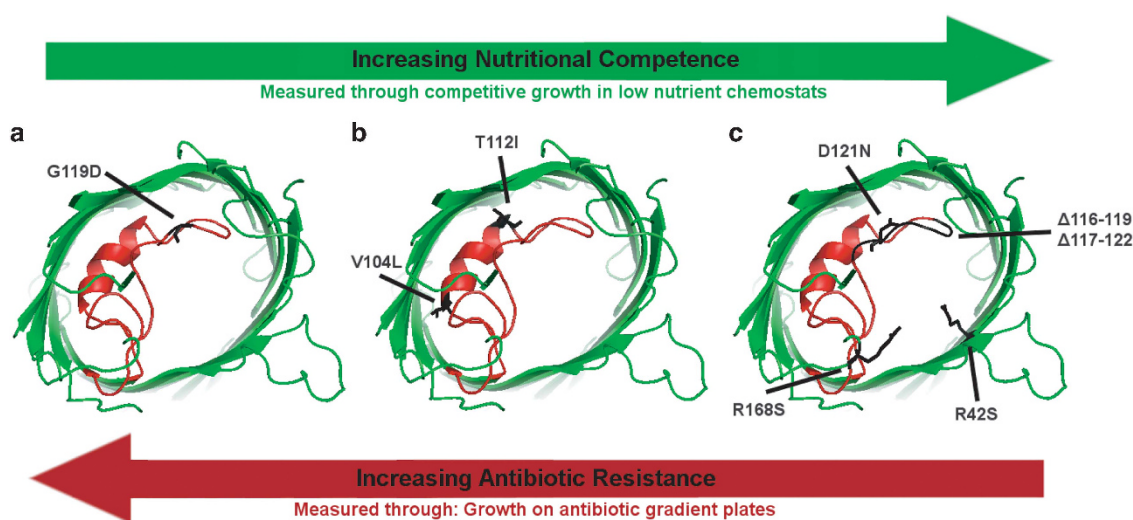 Increasing Nutritional Competence
Measured through competitive growth in low nutrient chemostats
a
b
c
G119D
T112I
V104L
D121N
Δ116-119
Δ117-122
R168S
R42S
Increasing Antibiotic Resistance
Measured through: Growth on antibiotic gradient plates